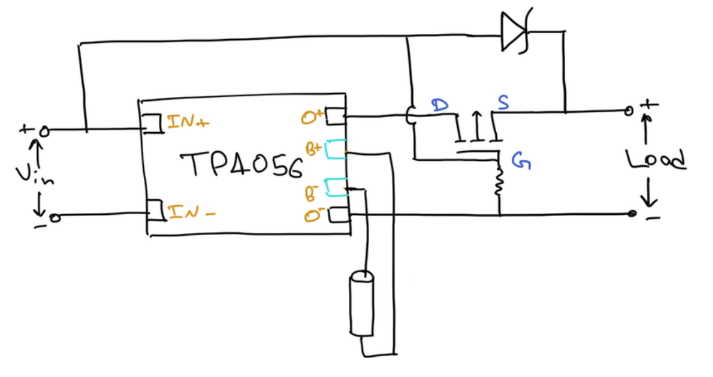 D S
IN+ O+
+ +
B+
TP4056 G
Vin Load
B-
IN- O-
- -